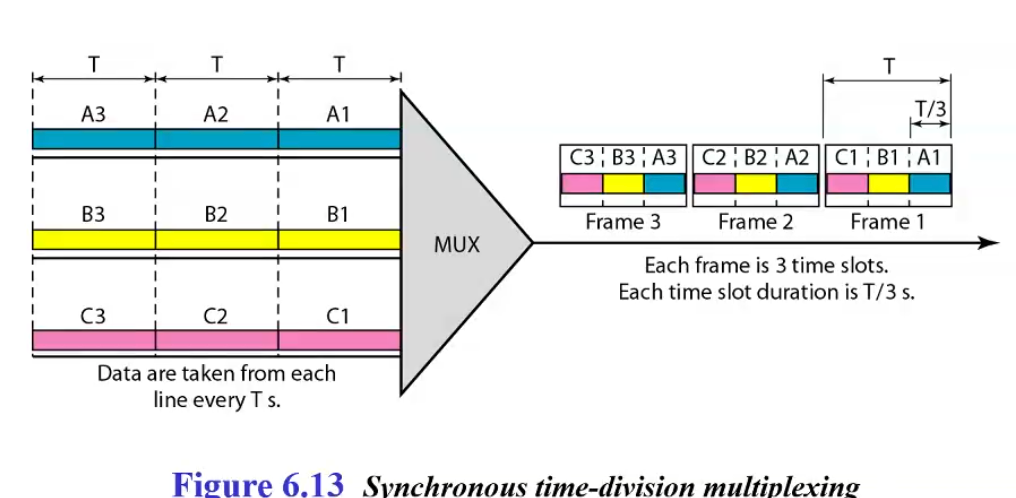 T T T
T
A3 A2 A1
T/3
C3 B3 A3 C2 B2 A2 C1 B1 A1
B3 B2 B1
Frame 3 Frame 2 Frame 1
MUX
Each frame is 3 time slots.
Each time slot duration is T/3 s.
C3 C2 C1
Data are taken from each
line every T s.
Figure 6.13 Synchronous time-division multiplexing